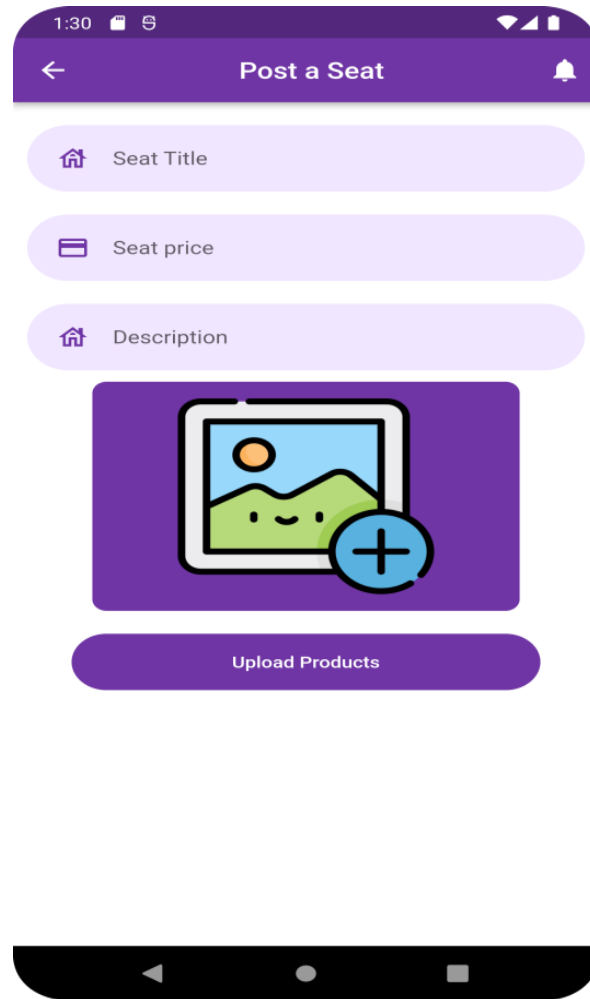 1:30
Post a Seat
Seat Title
Seat price
Description
Upload Products